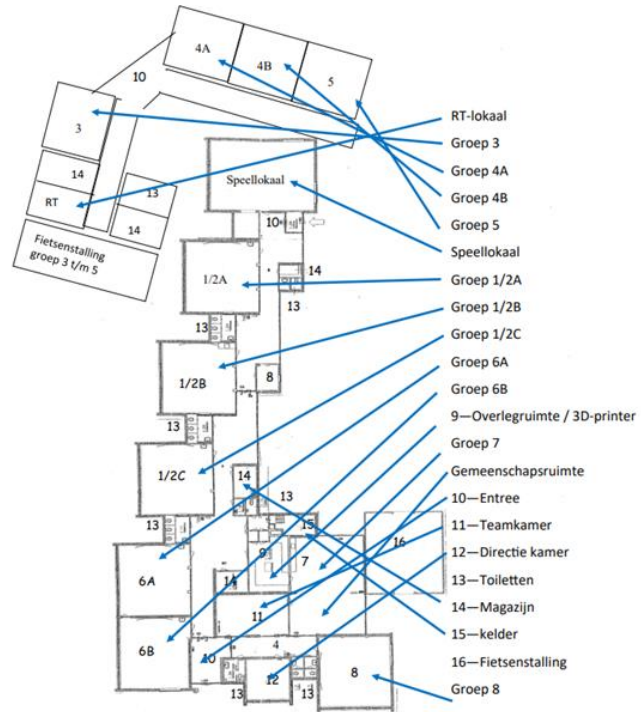 4A
4B
5
10
3
14
RT
13
14
Fietsenstalling
groep 3 t/m 5
Speellokaal
10
1/2A
14
13
13
1/2B
8
13
1/2C
14
13
13
15
16
9
7
6A
14
11
6B
10
4
12
8
13
13
RT-lokaal
Groep 3
Groep 4A
Groep 4B
Groep 5
Speellokaal
Groep 1/2A
Groep 1/2B
Groep 1/2C
Groep 6A
Groep 6B
9—Overlegruimte / 3D-printer
Groep 7
Gemeenschapsruimte
10—Entree
11—Teamkamer
12—Directie kamer
13—Toiletten
14—Magazijn
15—kelder
16—Fietsenstalling
Groep 8